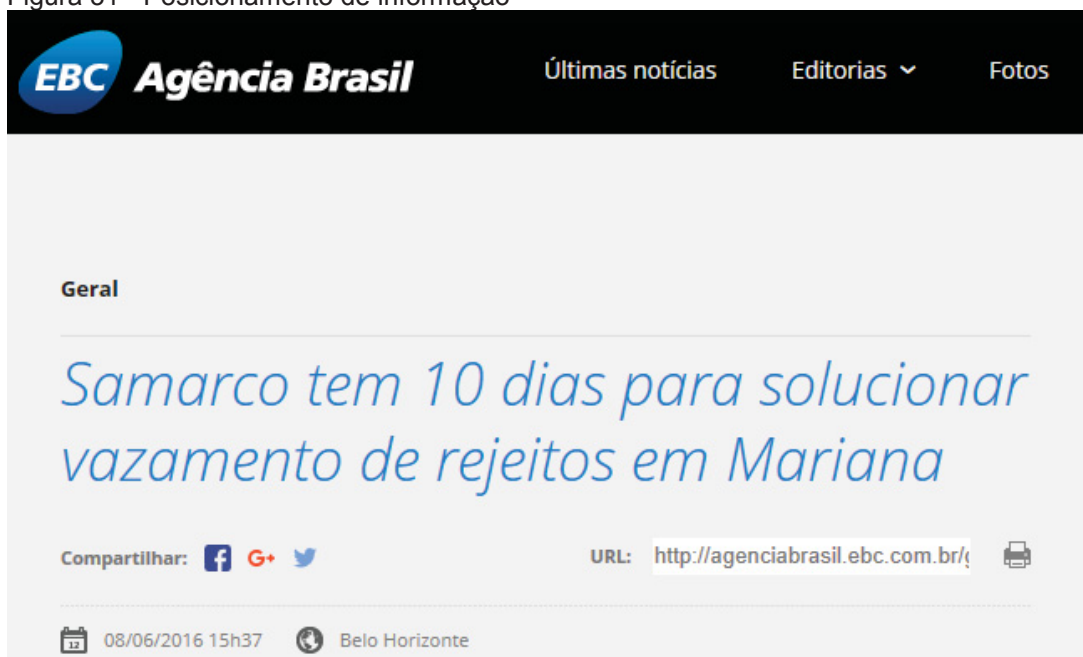 EBC Agência Brasil Últimas notícias Editorias Fotos
Geral
Samarco tem 10 dias para solucionar
vazamento de rejeitos em Mariana
Compartilhar: G+ URL: http://agenciabrasil.ebc.com.br/
12 08/06/2016 15h37 Belo Horizonte